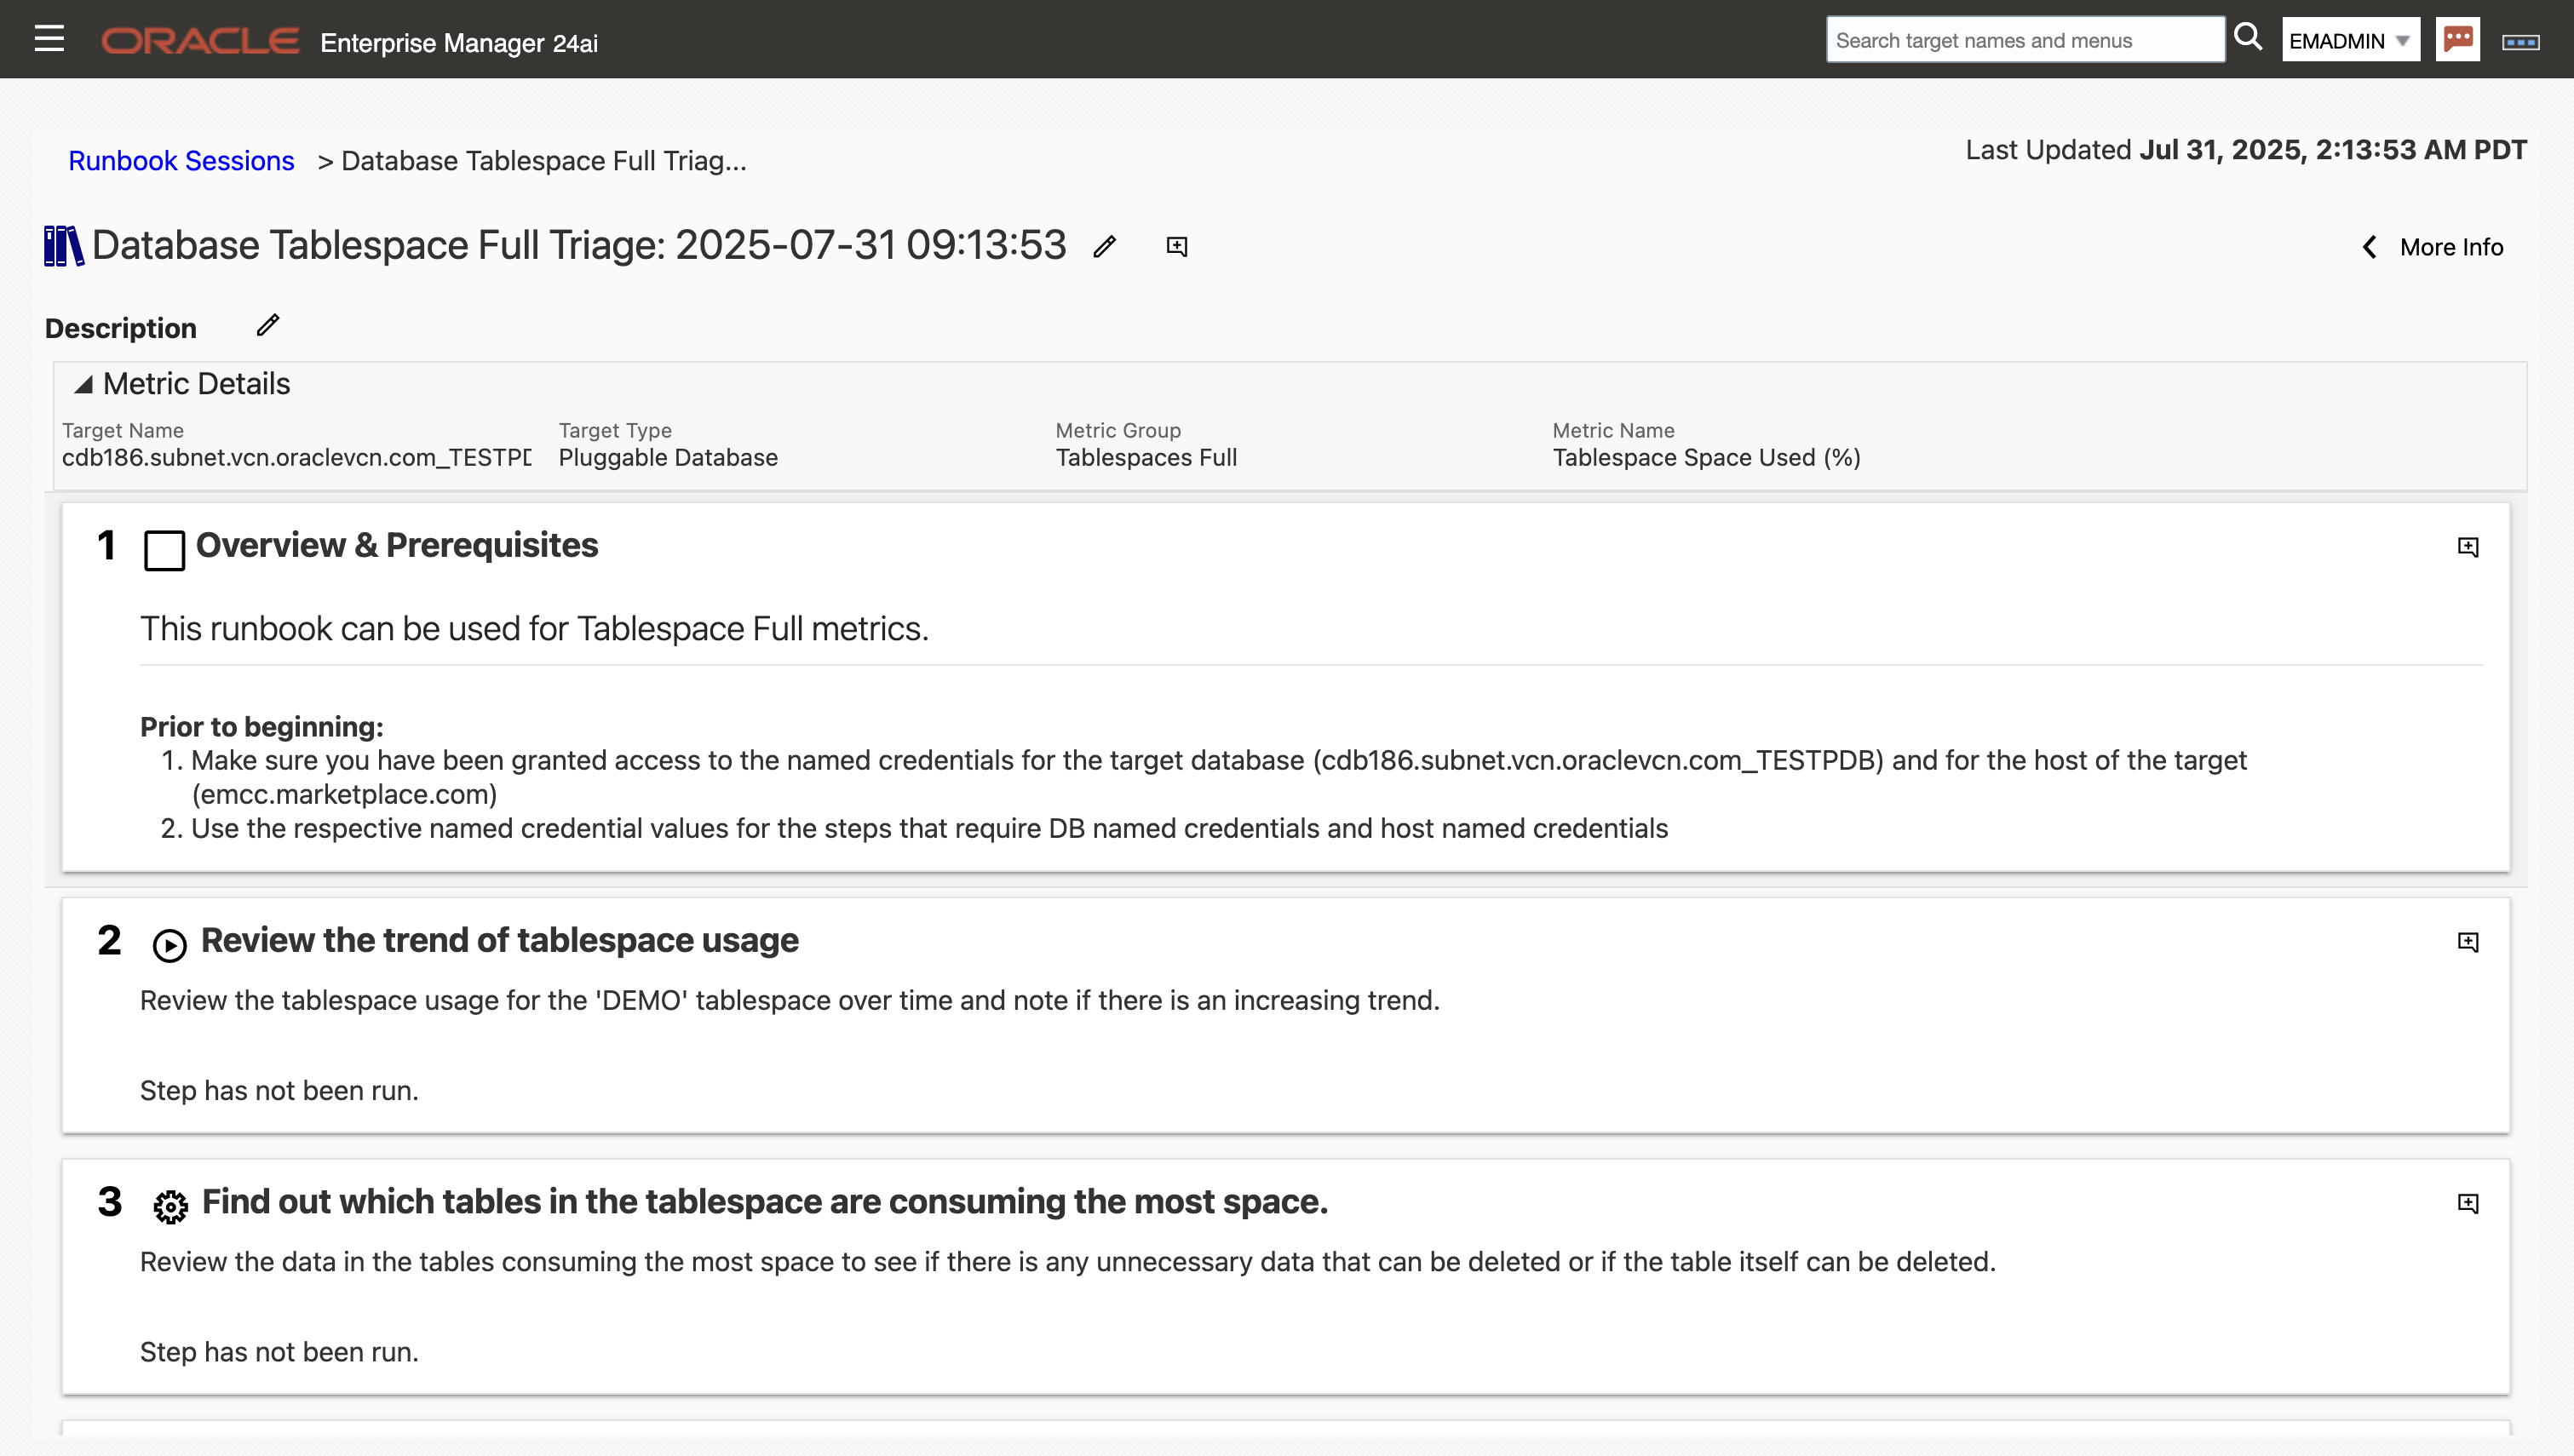 ORACLE Enterprise Manager 24ai
Search target names and menus
EMADMIN
Runbook Sessions > Database Tablespace Full Triag...
Last Updated Jul 31, 2025, 2:13:53 AM PDT
Database Tablespace Full Triage: 2025-07-31 09:13:53
More Info
Description
Metric Details
Target Name
cdb186.subnet.vcn.oraclevcn.com_TESTPD
Target Type
Pluggable Database
Metric Group
Tablespaces Full
Metric Name
Tablespace Space Used (%)
1 Overview & Prerequisites
This runbook can be used for Tablespace Full metrics.
Prior to beginning:
1. Make sure you have been granted access to the named credentials for the target database (cdb186.subnet.vcn.oraclevcn.com_TESTPDB) and for the host of the target
(emcc.marketplace.com)
2. Use the respective named credential values for the steps that require DB named credentials and host named credentials
2 Review the trend of tablespace usage
Review the tablespace usage for the 'DEMO' tablespace over time and note if there is an increasing trend.
Step has not been run.
3 Find out which tables in the tablespace are consuming the most space.
Review the data in the tables consuming the most space to see if there is any unnecessary data that can be deleted or if the table itself can be deleted.
Step has not been run.